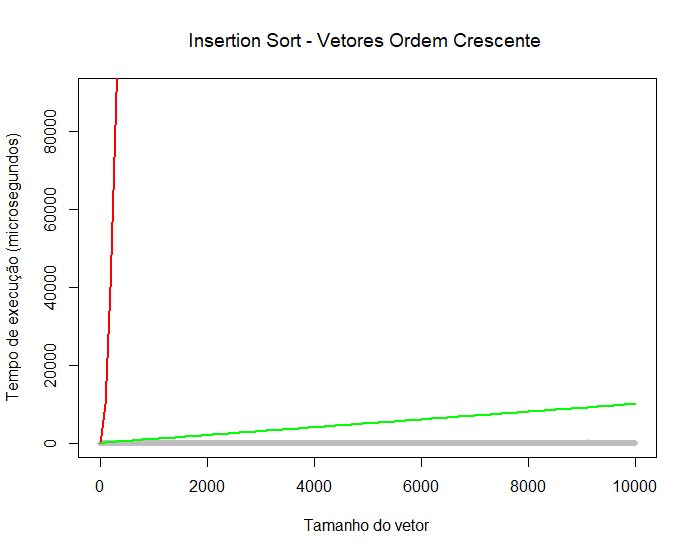 Insertion Sort - Vetores Ordem Crescente
Tempo de execução (microsegundos)
80000
60000
40000
20000
0
0 2000 4000 6000 8000 10000
Tamanho do vetor